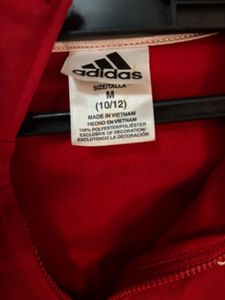 adidas
SIZE/TALLA
M
(10/12)
MADE IN VIETNAM
HECHO EN VIETNAM
100% POLYESTER/POLIÉSTER
EXCLUSIVE OF DECORATION/
EXCLUSIVO DE DECORACIÓN